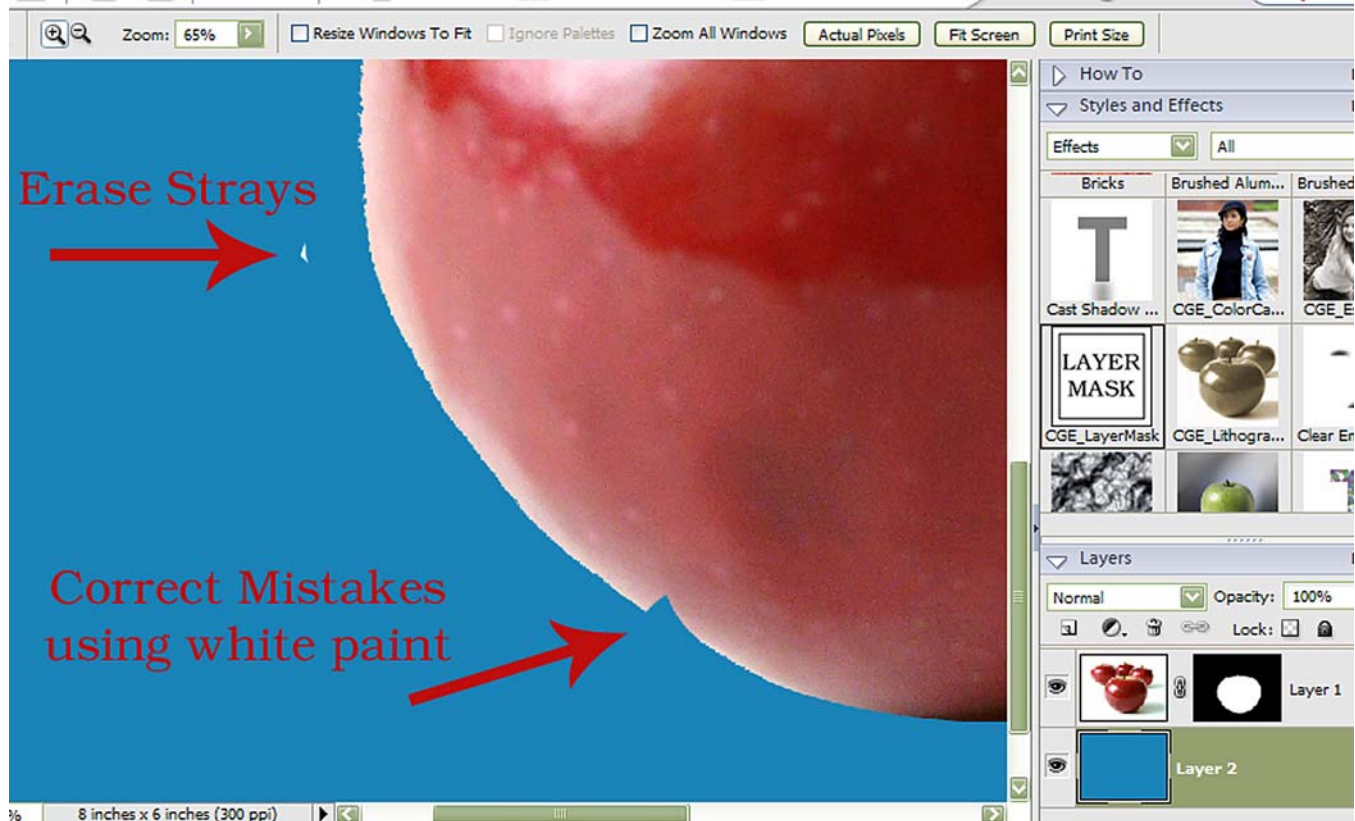 Zoom: 65% Resize Windows To Fit Ignore Palettes Zoom All Windows Actual Pixels Fit Screen Print Size
How To
Styles and Effects
Effects All
Bricks Brushed Alum... Brushed
T
Cast Shadow ... CGE_ColorCa...
LAYER
MASK
CGE_LayerMask CGE_Lithogra... Clear
Erase Strays
Correct Mistakes
using white paint
Layers
Normal Opacity: 100%
Lock:
Layer 1
Layer 2
% 8 inches x 6 inches (300 ppi)